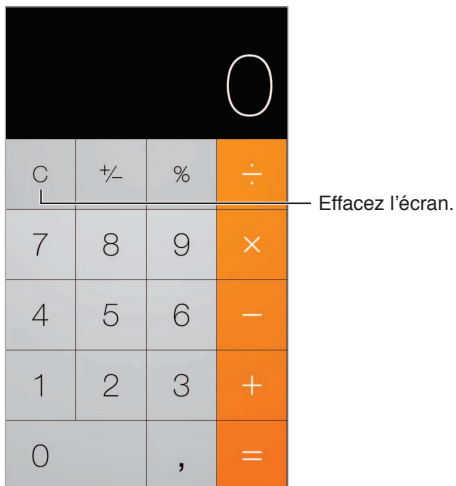 0
C +/- % ÷
Effacez l’écran.
7 8 9 ×
4 5 6 −
1 2 3 +
0 , =